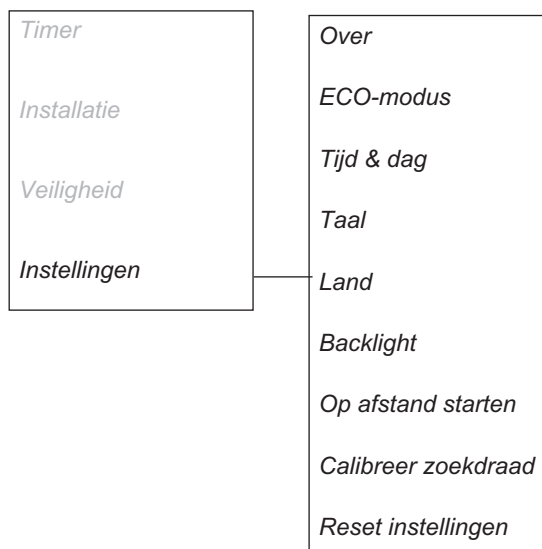 Timer
Installatie
Veiligheid
Instellingen
Over
ECO-modus
Tijd & dag
Taal
Land
Backlight
Op afstand starten
Calibreer zoekdraad
Reset instellingen